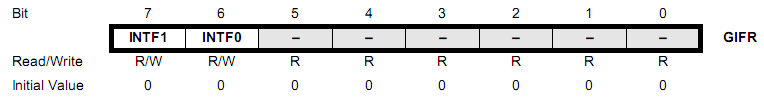 Bit 7 6 5 4 3 2 1 0
INTF1 INTF0 – – – – – – GIFR
Read/Write R/W R/W R R R R R R
Initial Value 0 0 0 0 0 0 0 0